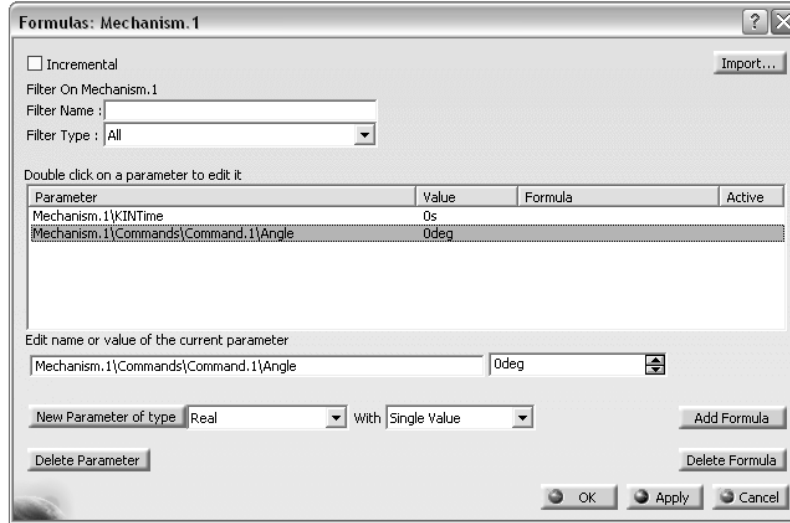 Formulas: Mechanism.1
?
Incremental
Import...
Filter On Mechanism.1
Filter Name :
Filter Type : All
Double click on a parameter to edit it
Parameter Value Formula Active
Mechanism.1\KINTime 0s
Mechanism.1\Commands\Command.1\Angle 0deg
Edit name or value of the current parameter
Mechanism.1\Commands\Command.1\Angle 0deg
New Parameter of type Real With Single Value Add Formula
Delete Parameter Delete Formula
OK Apply Cancel